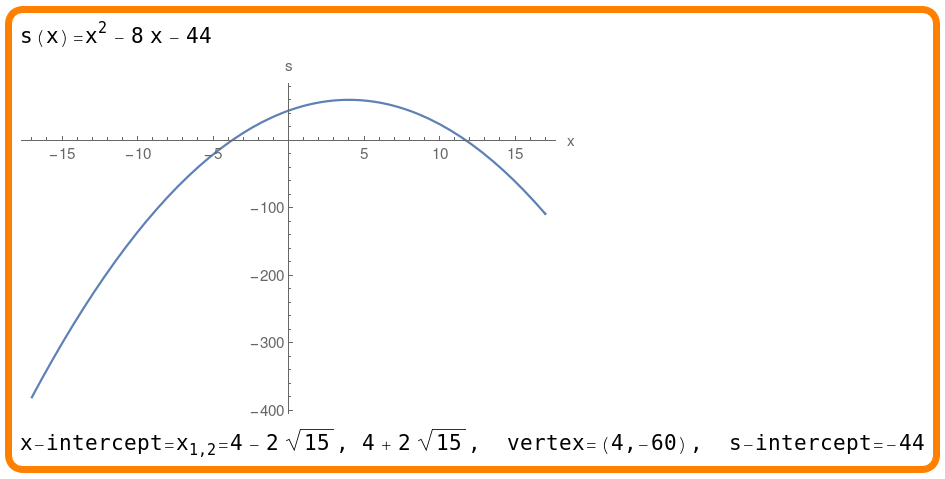 s(x)=x² − 8 x − 44
s
x
−15 −10 −5 5 10 15
−100
−200
−300
−400
x−intercept=x₁,₂=4 − 2 √15 , 4 + 2 √15 , vertex=(4,−60), s−intercept=−44